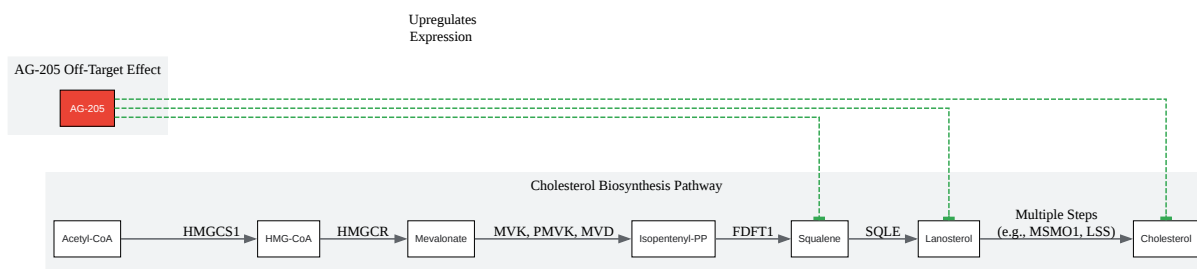 Upregulates
Expression
AG-205 Off-Target Effect
AG-205
Cholesterol Biosynthesis Pathway
Acetyl-CoA
HMGCS1
HMG-CoA
HMGCR
Mevalonate
MVK, PMVK, MVD
Isopentenyl-PP
FDFT1
Squalene
SQLE
Lanosterol
Multiple Steps
(e.g., MSMO1, LSS)
Cholesterol